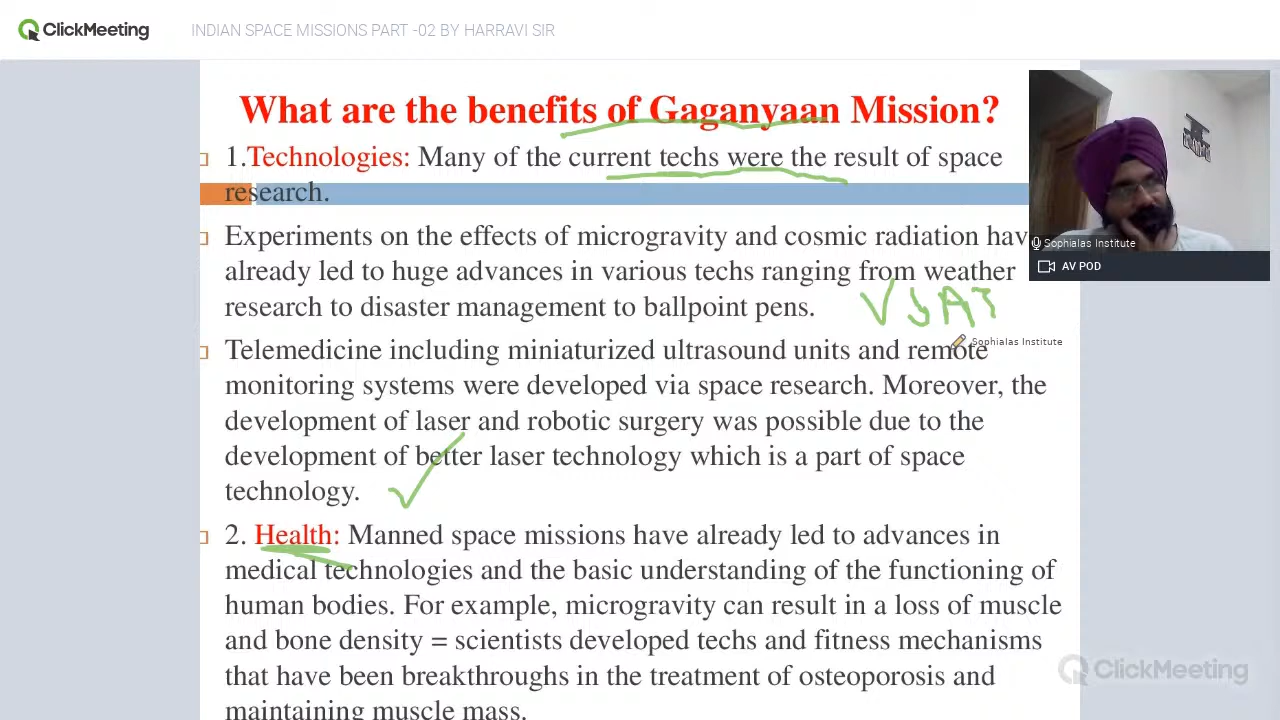 ClickMeeting
INDIAN SPACE MISSIONS PART -02 BY HARRAVI SIR
What are the benefits of Gaganyaan Mission?
1.Technologies: Many of the current techs were the result of space
research.
Experiments on the effects of microgravity and cosmic radiation hav
already led to huge advances in various techs ranging from weather
research to disaster management to ballpoint pens.
VSAT
Sophialas Institute
Telemedicine including miniaturized ultrasound units and remote
monitoring systems were developed via space research. Moreover, the
development of laser and robotic surgery was possible due to the
development of better laser technology which is a part of space
technology.
2. Health: Manned space missions have already led to advances in
medical technologies and the basic understanding of the functioning of
human bodies. For example, microgravity can result in a loss of muscle
and bone density = scientists developed techs and fitness mechanisms
that have been breakthroughs in the treatment of osteoporosis and
maintaining muscle mass.
Sophialas Institute
AV POD
ClickMeeting